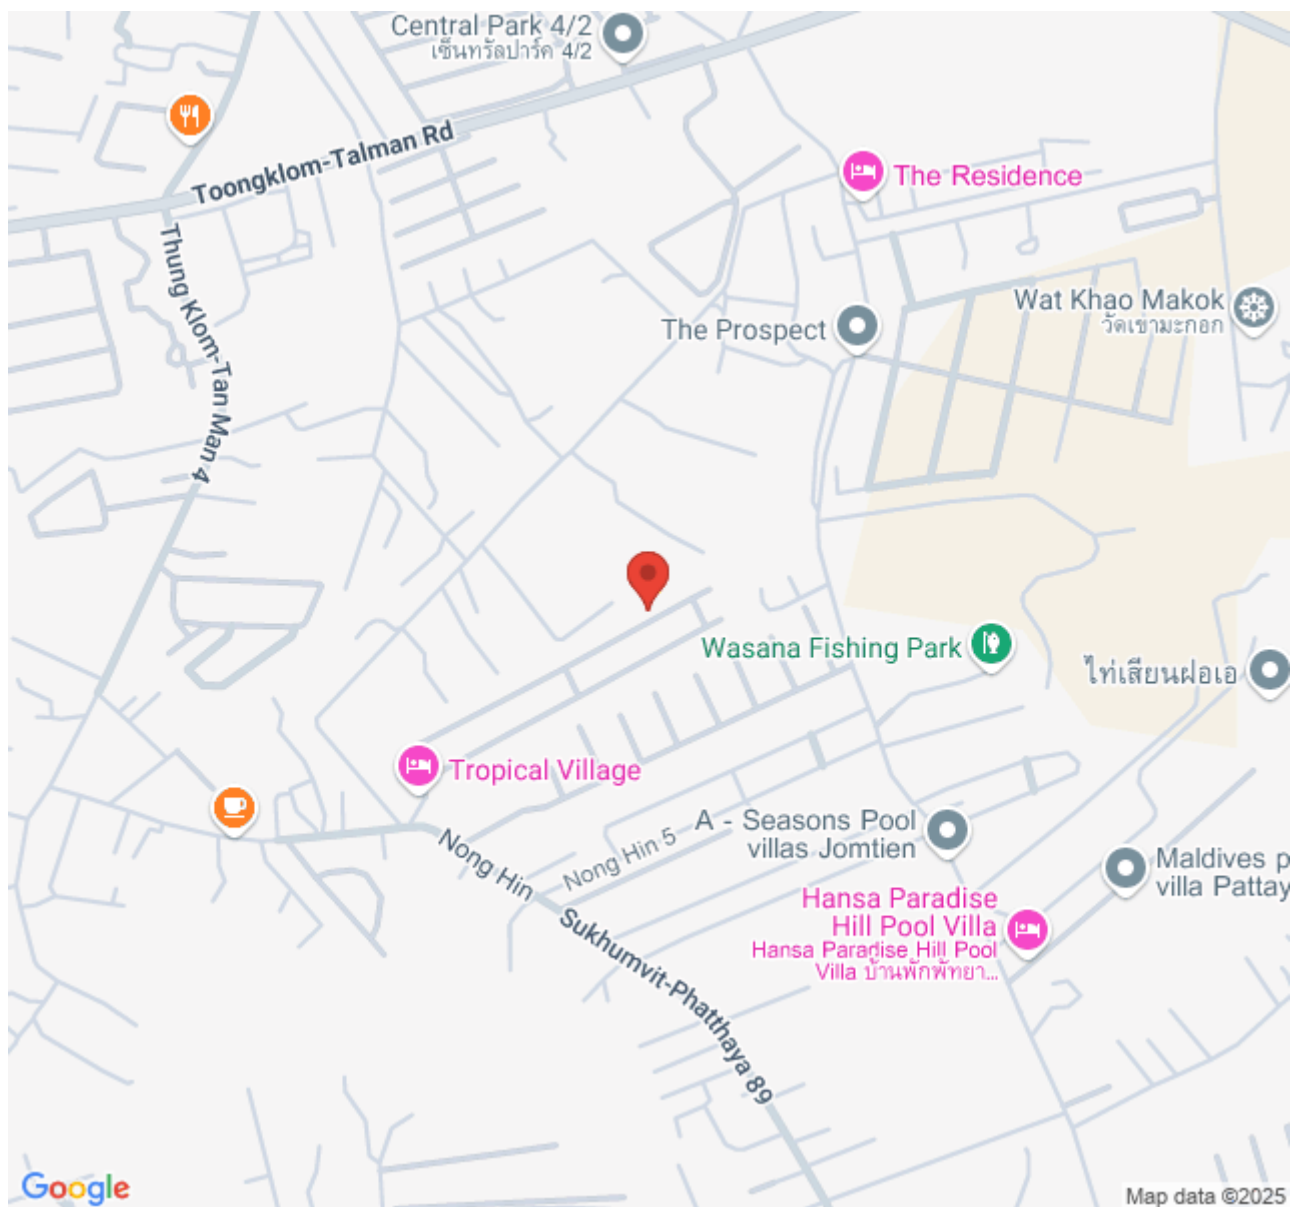 Central Park 4/2
เซ็นทรัลปาร์ค 4/2
Toongklom-Talman Rd
The Residence
Thung Klom-Tan Man 4
Wat Khao Makok
วัดเขามะกอก
The Prospect
Wasana Fishing Park
ไท่เสียนฝอเอ
Tropical Village
A - Seasons Pool
villas Jomtien
Nong Hin 5
Nong Hin
Maldives p
villa Pattay
Hansa Paradise
Hill Pool Villa
Hansa Paradise Hill Pool
Villa บ้านพักพัทยา...
Sukhumvit-Phatthaya 89
Google
Map data ©2025